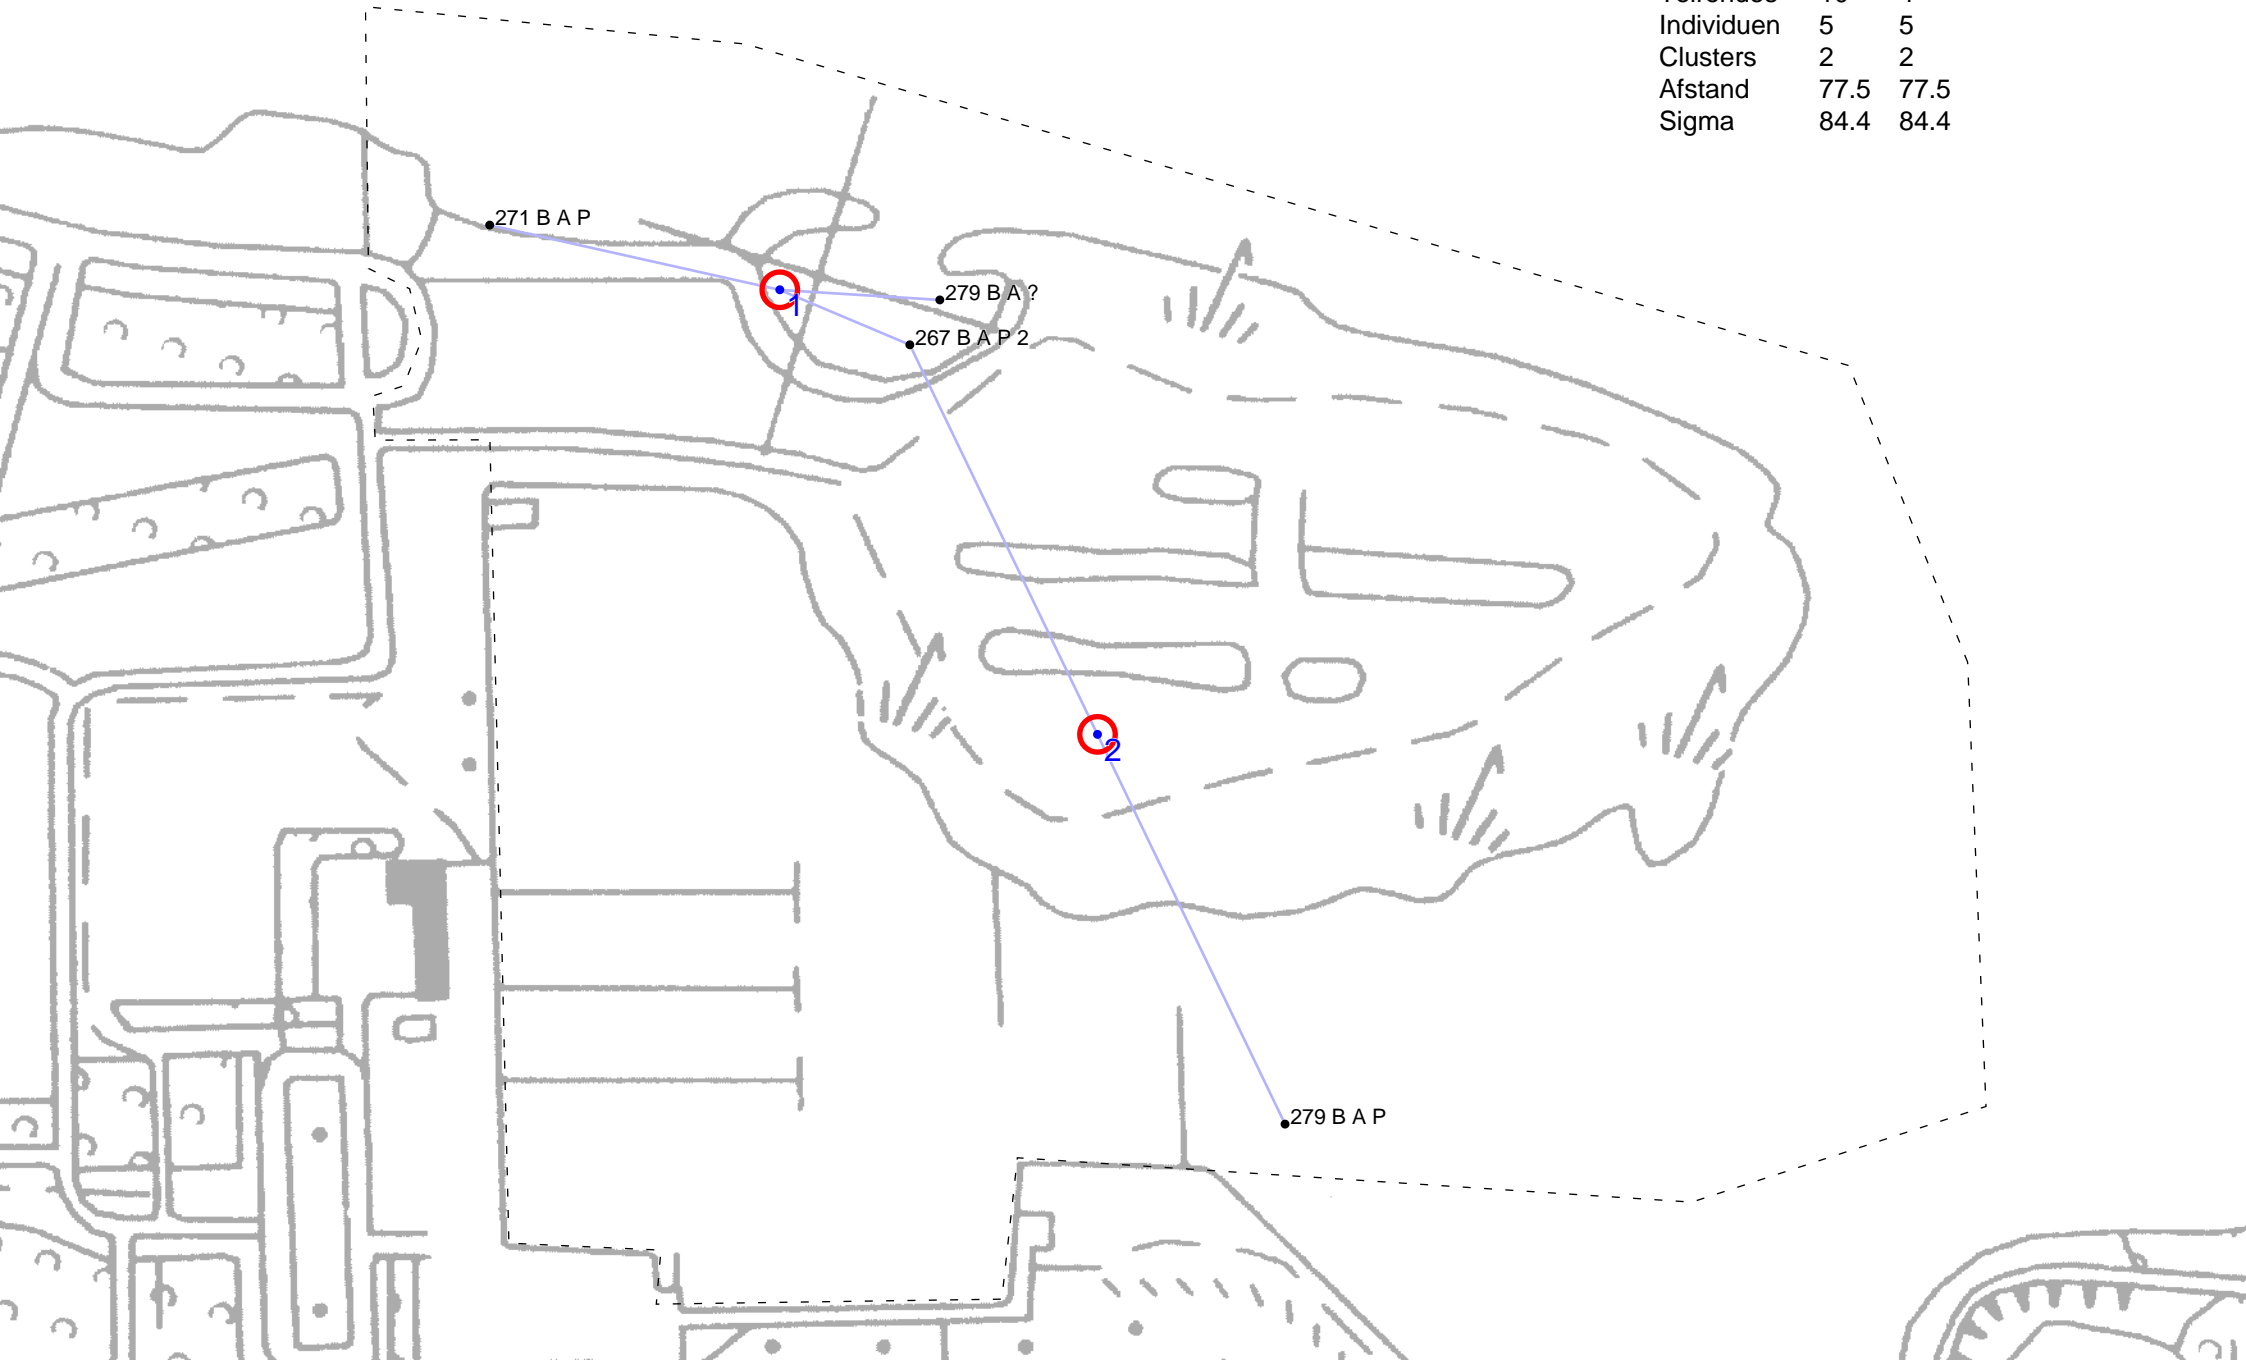 Individuen 5 5
Clusters 2 2
Afstand 77.5 77.5
Sigma 84.4 84.4
271 B A P
279 B A ?
1
267 B A P 2
2
279 B A P